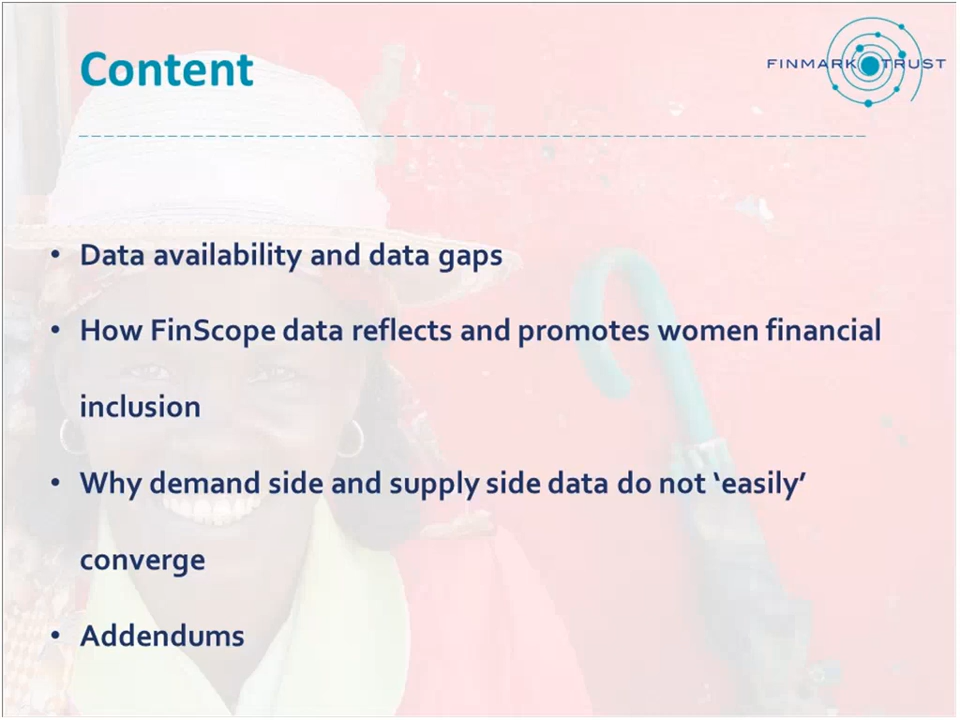 Content
FINMARK TRUST
• Data availability and data gaps
• How FinScope data reflects and promotes women financial
inclusion
• Why demand side and supply side data do not ‘easily’
converge
• Addendums